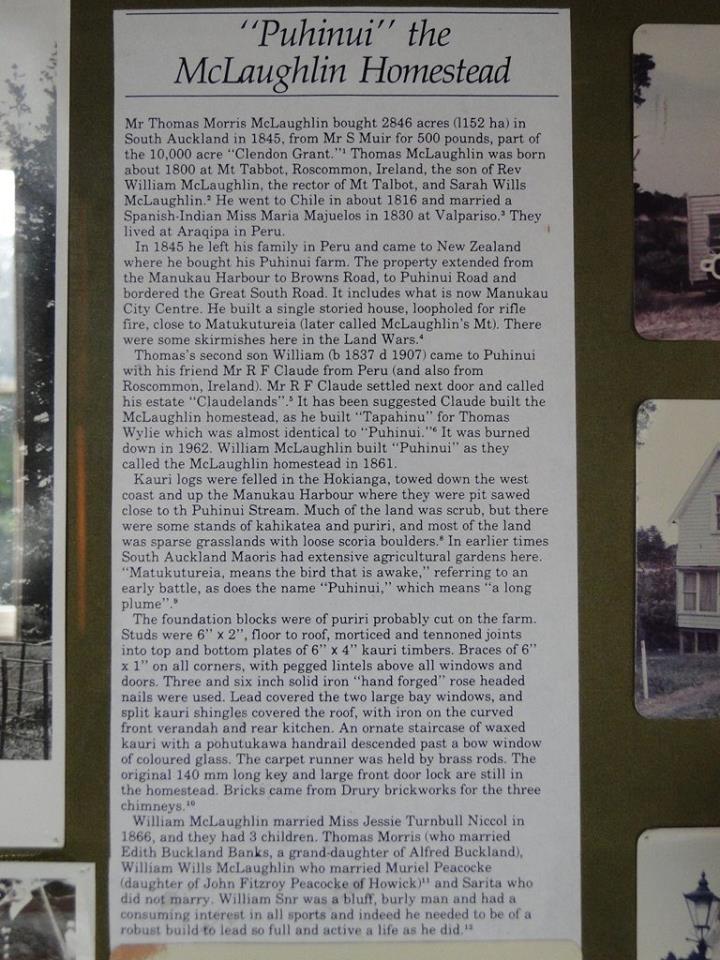 “Puhinui” the
McLaughlin Homestead
Mr Thomas Morris McLaughlin bought 2846 acres (l152 ha) in
South Auckland in 1845, from Mr S Muir for 500 pounds, part of
the 10,000 acre “Clendon Grant.”¹ Thomas McLaughlin was born
about 1800 at Mt Tabbot, Roscommon, Ireland, the son of Rev
William McLaughlin, the rector of Mt Talbot, and Sarah Wills
McLaughlin.² He went to Chile in about 1816 and married a
Spanish-Indian Miss Maria Majuelos in 1830 at Valpariso.³ They
lived at Araqipa in Peru.
In 1845 he left his family in Peru and came to New Zealand
where he bought his Puhinui farm. The property extended from
the Manukau Harbour to Browns Road, to Puhinui Road and
bordered the Great South Road. It includes what is now Manukau
City Centre. He built a single storied house, loopholed for rifle
fire, close to Matukutureia (later called McLaughlin’s Mt). There
were some skirmishes here in the Land Wars.⁴
Thomas’s second son William (b 1837 d 1907) came to Puhinui
with his friend Mr R F Claude from Peru (and also from
Roscommon, Ireland). Mr R F Claude settled next door and called
his estate “Claudelands”.⁵ It has been suggested Claude built the
McLaughlin homestead, as he built “Tapahinu” for Thomas
Wylie which was almost identical to “Puhinui.”⁶ It was burned
down in 1962. William McLaughlin built “Puhinui” as they
called the McLaughlin homestead in 1861.
Kauri logs were felled in the Hokianga, towed down the west
coast and up the Manukau Harbour where they were pit sawed
close to th Puhinui Stream. Much of the land was scrub, but there
were some stands of kahikatea and puriri, and most of the land
was sparse grasslands with loose scoria boulders.⁸ In earlier times
South Auckland Maoris had extensive agricultural gardens here.
“Matukutureia, means the bird that is awake,” referring to an
early battle, as does the name “Puhinui,” which means “a long
plume”.⁹
The foundation blocks were of puriri probably cut on the farm.
Studs were 6” x 2”, floor to roof, morticed and tennoned joints
into top and bottom plates of 6” x 4” kauri timbers. Braces of 6”
x 1” on all corners, with pegged lintels above all windows and
doors. Three and six inch solid iron “hand forged” rose headed
nails were used. Lead covered the two large bay windows, and
split kauri shingles covered the roof, with iron on the curved
front verandah and rear kitchen. An ornate staircase of waxed
kauri with a pohutukawa handrail descended past a bow window
of coloured glass. The carpet runner was held by brass rods. The
original 140 mm long key and large front door lock are still in
the homestead. Bricks came from Drury brickworks for the three
chimneys.¹⁰
William McLaughlin married Miss Jessie Turnbull Niccol in
1866, and they had 3 children. Thomas Morris (who married
Edith Buckland Banks, a grand-daughter of Alfred Buckland),
William Wills McLaughlin who married Muriel Peacocke
(daughter of John Fitzroy Peacocke of Howick)¹¹ and Sarita who
did not marry. William Snr was a bluff, burly man and had a
consuming interest in all sports and indeed he needed to be of a
robust build to lead so full and active a life as he did.¹²